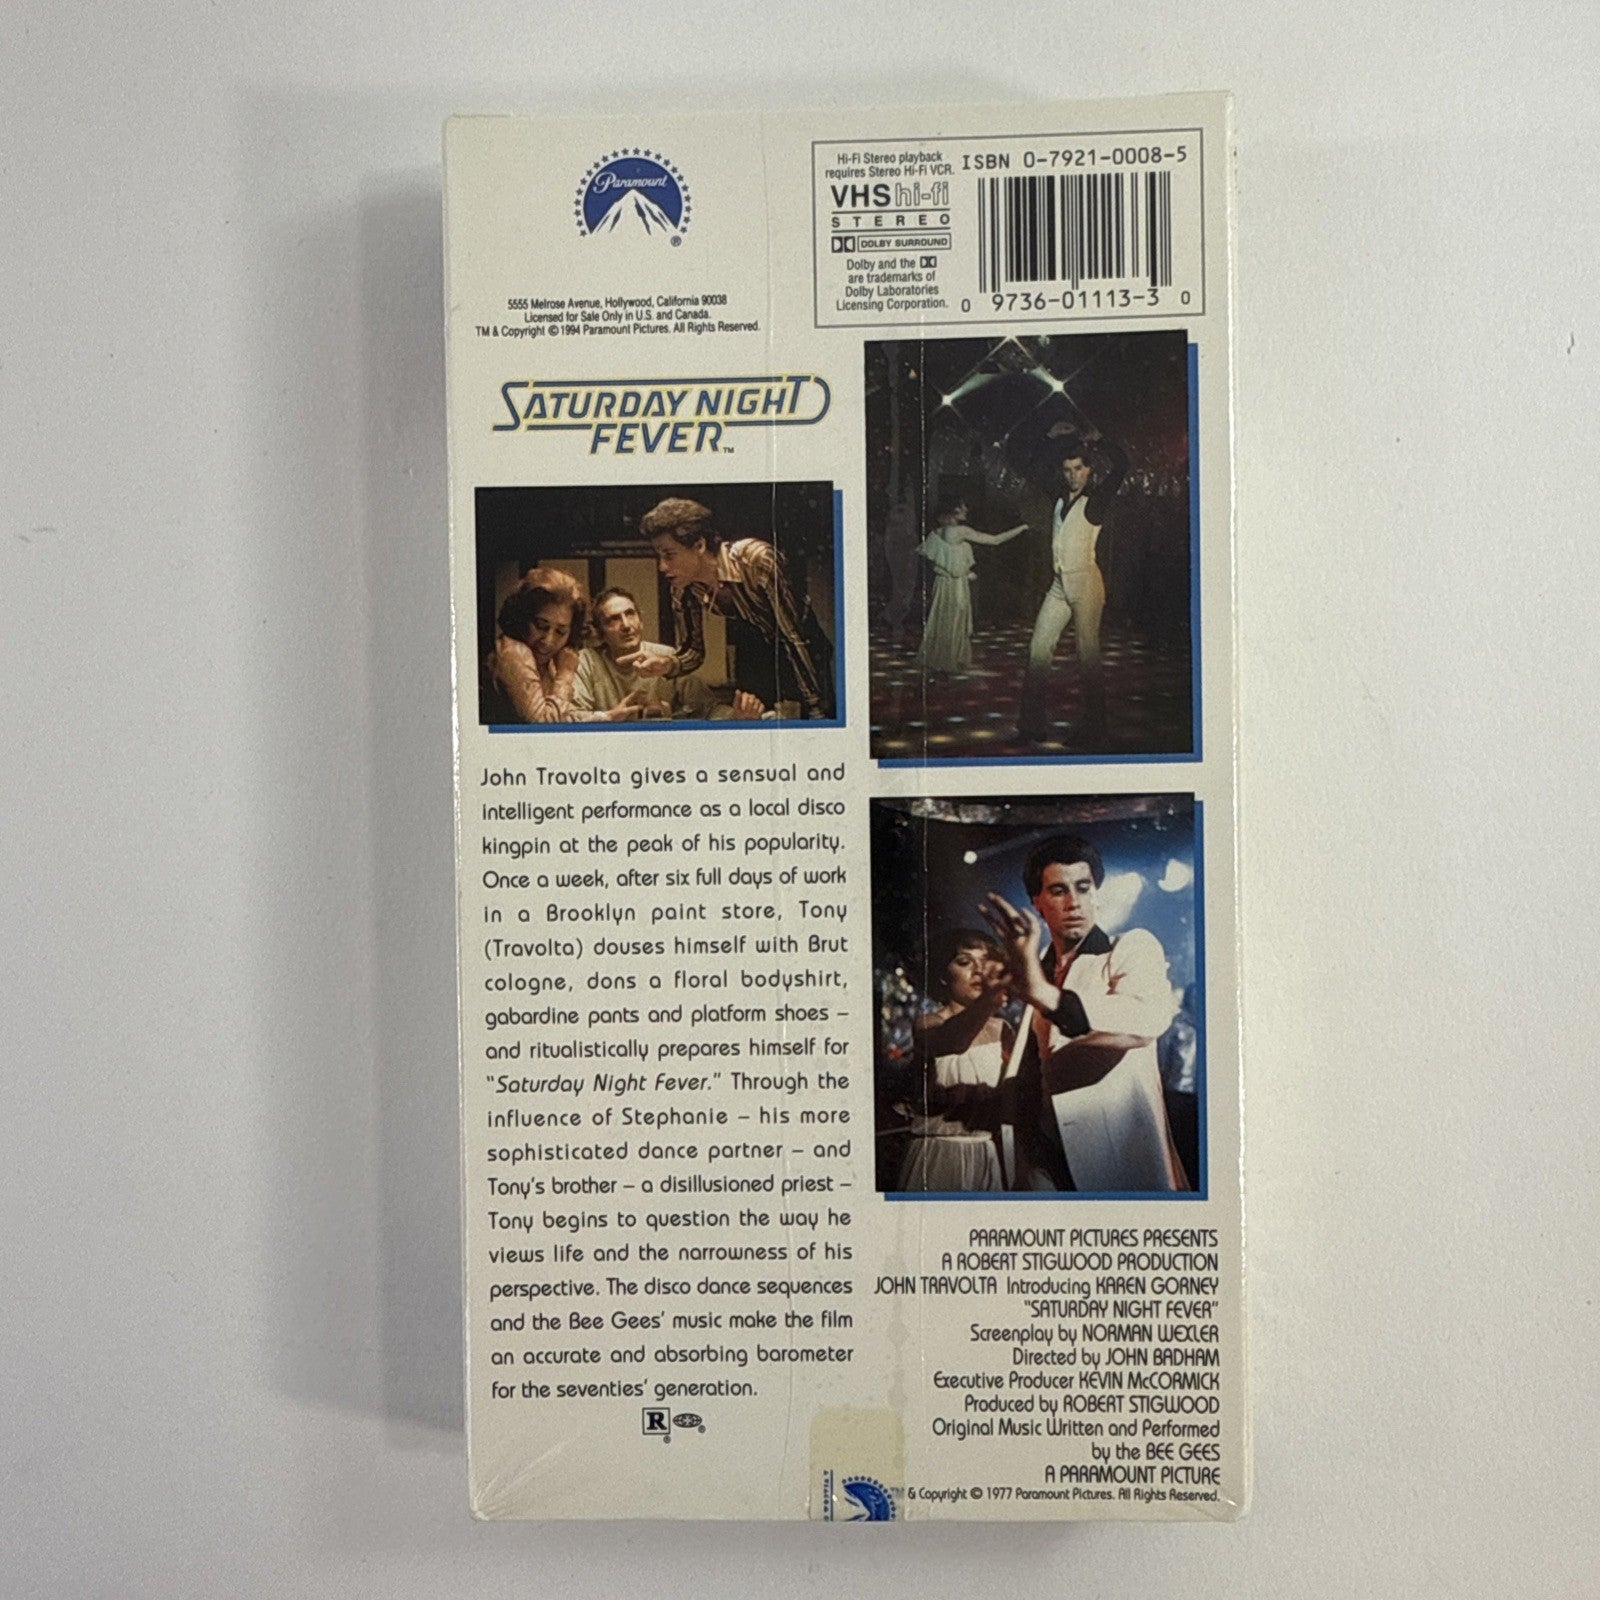 Paramount
®
5555 Melrose Avenue, Hollywood, California 90038
Licensed for Sale Only in U.S. and Canada.
TM & Copyright © 1994 Paramount Pictures. All Rights Reserved.
Hi-Fi Stereo playback
requires Stereo Hi-Fi VCR.
VHS hi-fi
STEREO
DOLBY SURROUND
Dolby and the
are trademarks of
Dolby Laboratories
Licensing Corporation.
ISBN 0-7921-0008-5
0 9736-01113-3 0
SATURDAY NIGHT
FEVER™
John Travolta gives a sensual and
intelligent performance as a local disco
kingpin at the peak of his popularity.
Once a week, after six full days of work
in a Brooklyn paint store, Tony
(Travolta) douses himself with Brut
cologne, dons a floral bodyshirt,
gabardine pants and platform shoes –
and ritualistically prepares himself for
"Saturday Night Fever." Through the
influence of Stephanie – his more
sophisticated dance partner – and
Tony's brother – a disillusioned priest –
Tony begins to question the way he
views life and the narrowness of his
perspective. The disco dance sequences
and the Bee Gees' music make the film
an accurate and absorbing barometer
for the seventies' generation.
R ® ®
PARAMOUNT PICTURES PRESENTS
A ROBERT STIGWOOD PRODUCTION
JOHN TRAVOLTA Introducing KAREN GORNEY
"SATURDAY NIGHT FEVER"
Screenplay by NORMAN WEXLER
Directed by JOHN BADHAM
Executive Producer KEVIN McCORMICK
Produced by ROBERT STIGWOOD
Original Music Written and Performed
by the BEE GEES
A PARAMOUNT PICTURE
TM & Copyright © 1977 Paramount Pictures. All Rights Reserved.